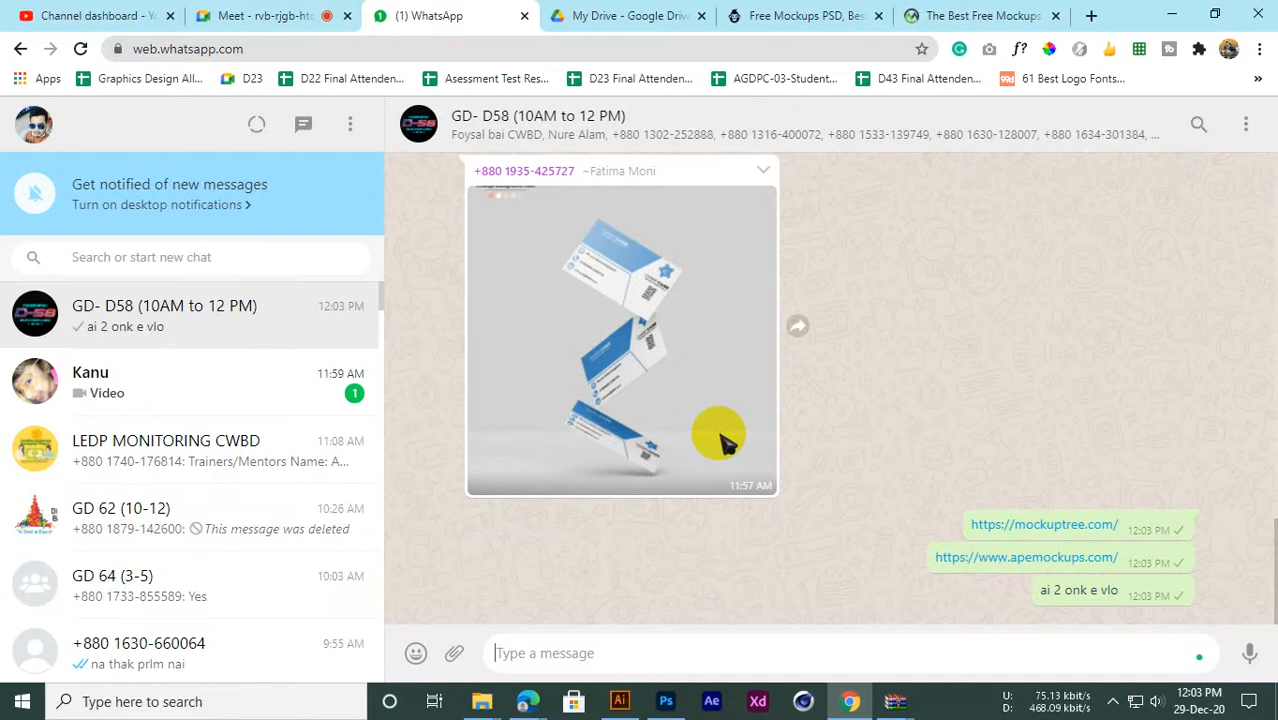 Channel dashboard - Yo
Meet - rvb-rjgb-htc
(1) WhatsApp
My Drive - Google Drive
Free Mockups PSD, Bes
The Best Free Mockups
web.whatsapp.com
Apps
Graphics Design All...
D23
D22 Final Attenden...
Asessment Test Res...
D23 Final Attenden...
AGDPC-03-Student...
D43 Final Attenden...
61 Best Logo Fonts...
Get notified of new messages
Turn on desktop notifications >
Search or start new chat
GD- D58 (10AM to 12 PM) 12:03 PM
ai 2 onk e vlo
Kanu 11:59 AM
Video 1
LEDP MONITORING CWBD 11:08 AM
+880 1740-176814: Trainers/Mentors Name: A...
GD 62 (10-12) 10:26 AM
+880 1879-142600: This message was deleted
GD 64 (3-5) 10:03 AM
+880 1733-855589: Yes
+880 1630-660064 9:55 AM
na thak prlm nai
GD- D58 (10AM to 12 PM)
Foysal bai CWBD, Nure Alam, +880 1302-252888, +880 1316-400072, +880 1533-139749, +880 1630-128007, +880 1634-301384, ...
+880 1935-425727 ~Fatima Moni
11:57 AM
https://mockuptree.com/ 12:03 PM
https://www.apemockups.com/ 12:03 PM
ai 2 onk e vlo 12:03 PM
Type a message
Type here to search
U: 75.13 kbit/s
D: 468.09 kbit/s
12:03 PM
29-Dec-20